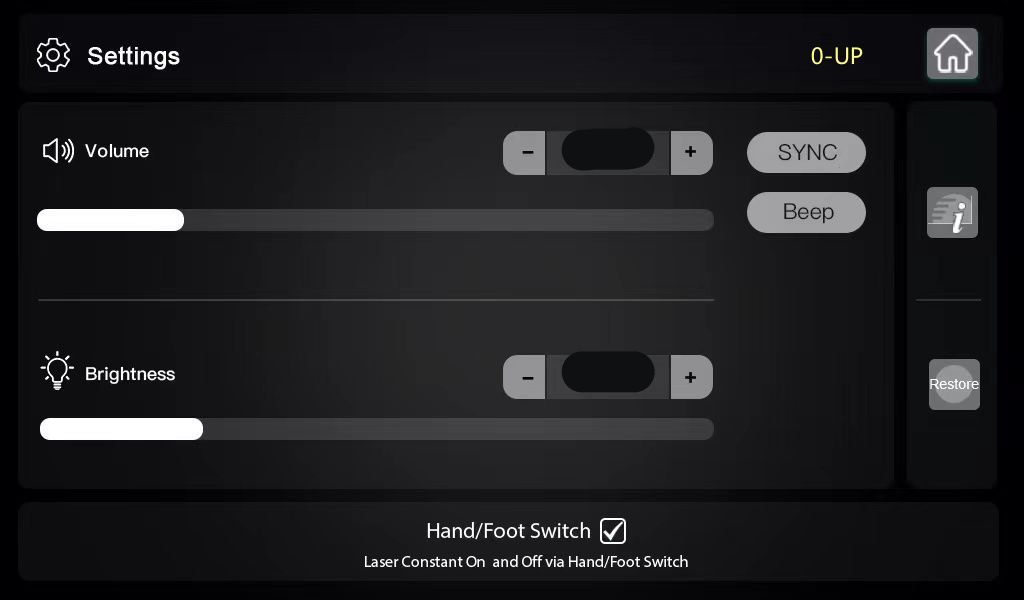 Settings
0-UP
Volume
-
+
SYNC
Beep
i
Brightness
-
+
Restore
Hand/Foot Switch
Laser Constant On and Off via Hand/Foot Switch